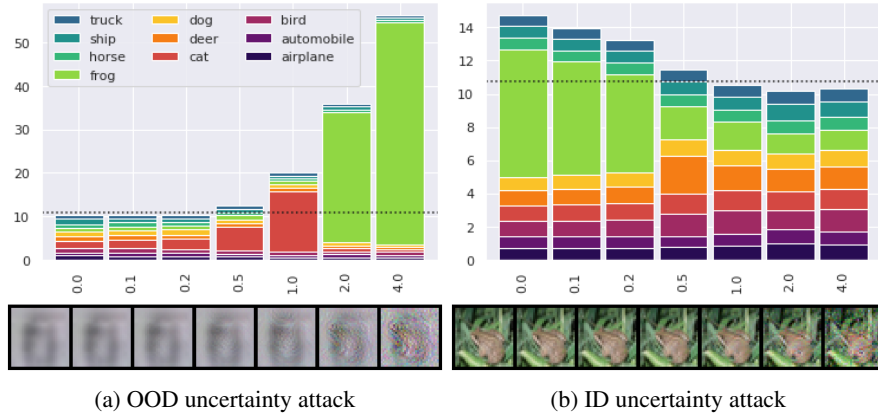 truck dog bird
ship deer automobile
horse cat airplane
frog
50
40
30
20
10
0
0.0 0.1 0.2 0.5 1.0 2.0 4.0
(a) OOD uncertainty attack
14
12
10
8
6
4
2
0
0.0 0.1 0.2 0.5 1.0 2.0 4.0
(b) ID uncertainty attack